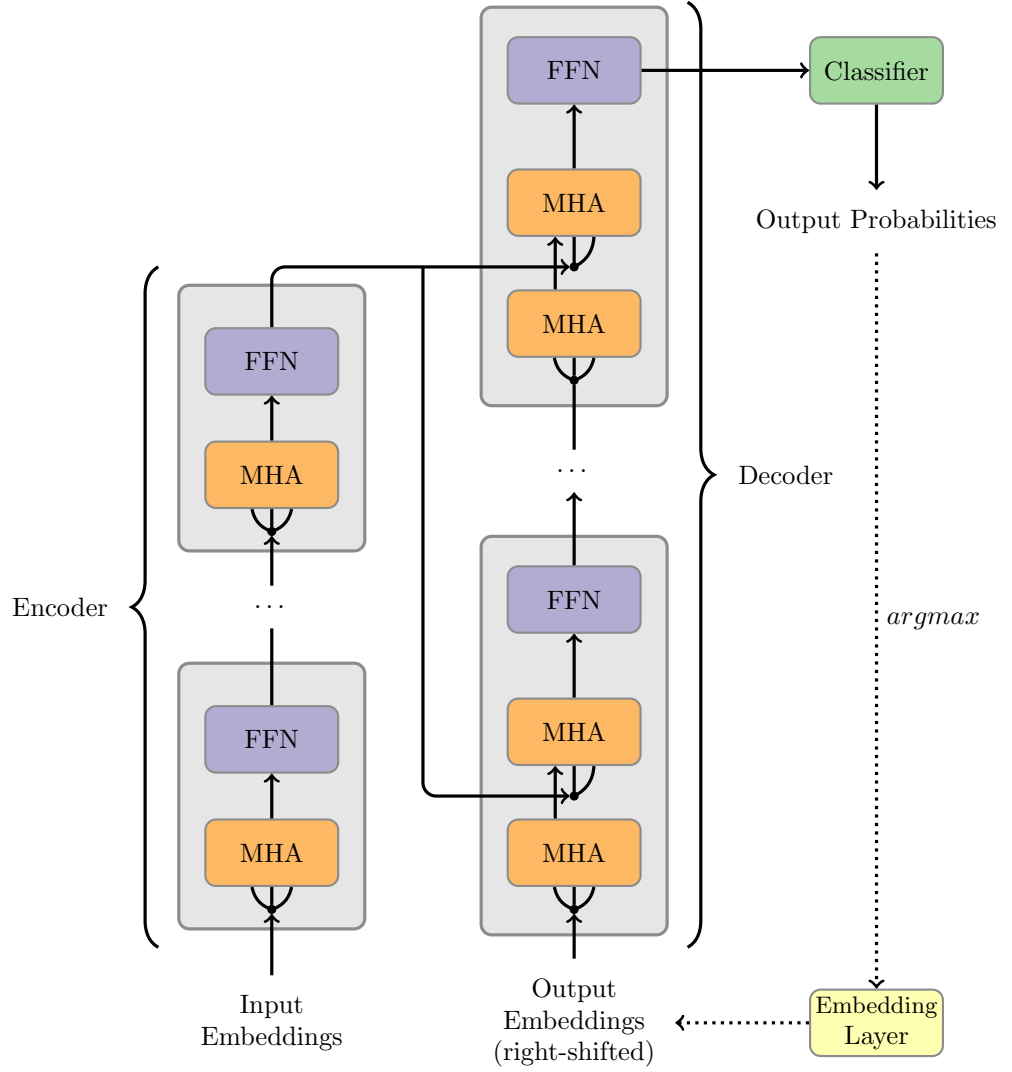 FFN
Classifier
MHA
Output Probabilities
MHA
FFN
MHA
...
Decoder
Encoder
...
FFN
argmax
FFN
MHA
MHA
MHA
Input
Embeddings
Output
Embeddings
(right-shifted)
Embedding
Layer